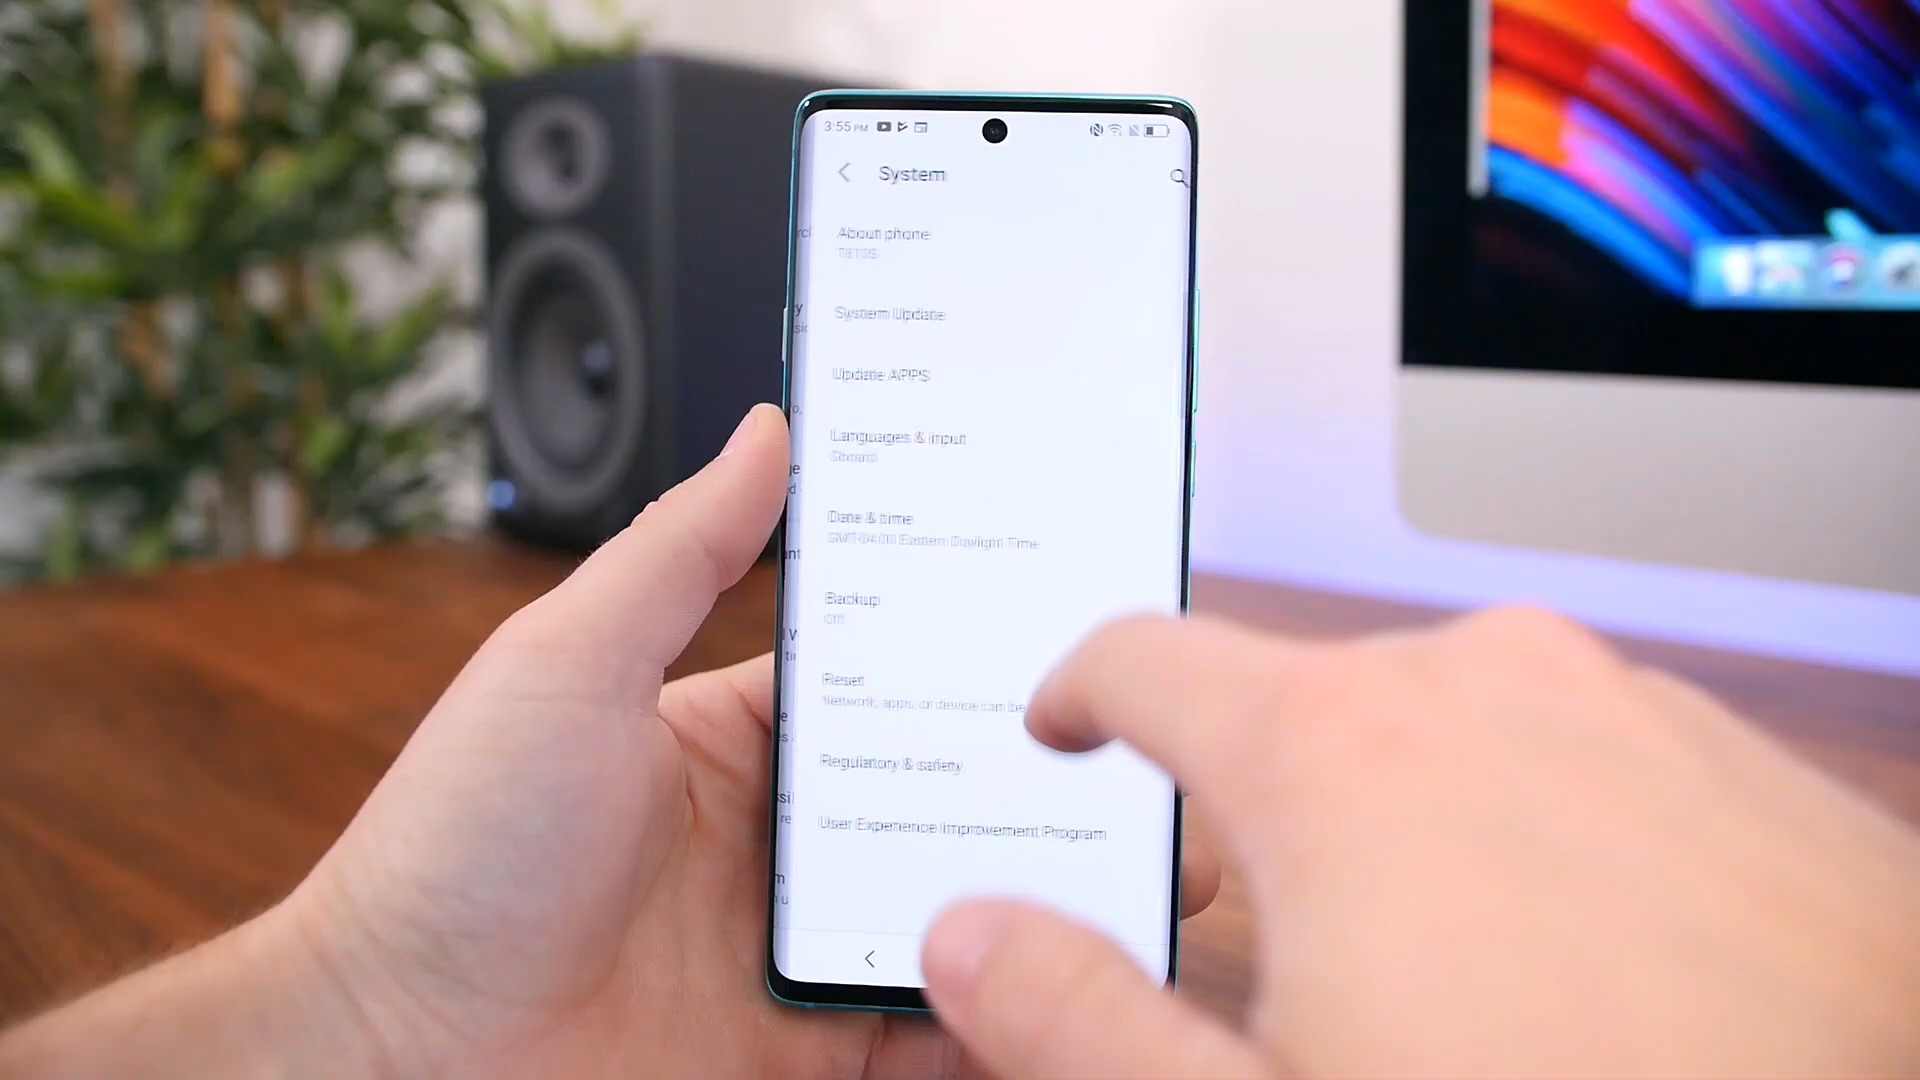 3:55 PM
System
About phone
T810S
System Update
Update APPS
Languages & input
Gboard
Date & time
GMT-04:00 Eastern Daylight Time
Backup
Off
Reset
Network, apps, or device can be
Regulatory & safety
User Experience Improvement Program